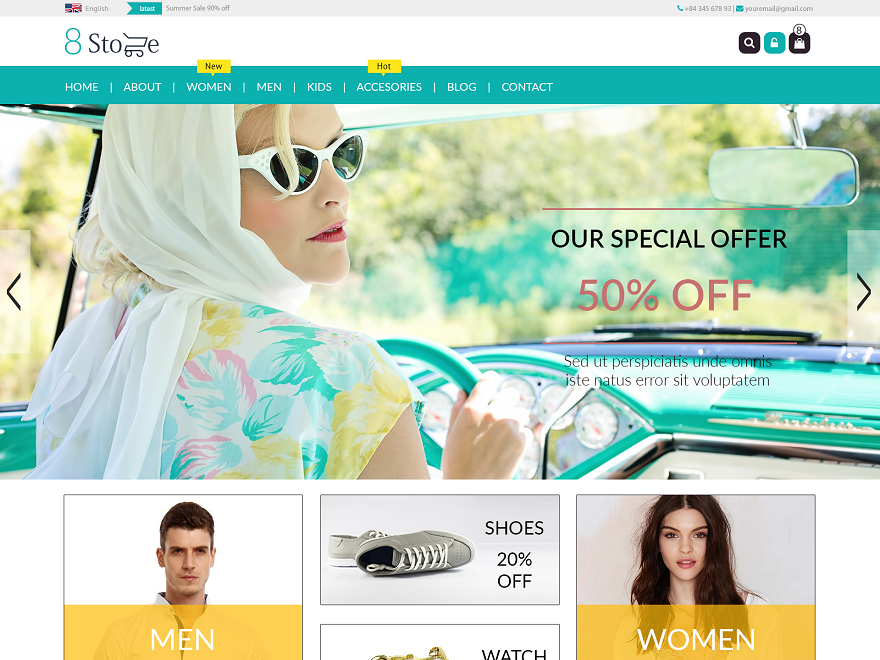 English
latest
Summer Sale 90% off
+84 345 678 93 | youremail@gmail.com
8 Store
8
New
Hot
HOME | ABOUT | WOMEN | MEN | KIDS | ACCESORIES | BLOG | CONTACT
OUR SPECIAL OFFER
50% OFF
Sed ut perspiciatis unde omnis
iste natus error sit voluptatem
MEN
SHOES
20%
OFF
WATCH
WOMEN